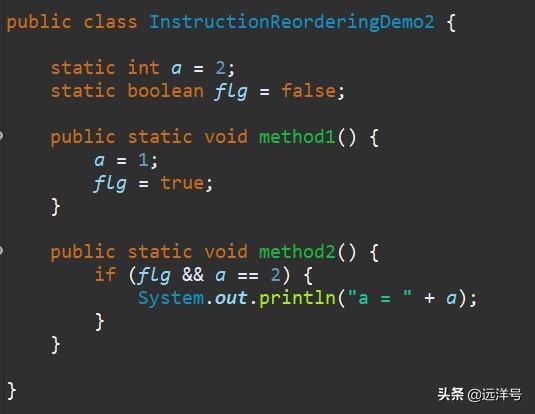 public class InstructionReorderingDemo2 {
static int a = 2;
static boolean flg = false;
public static void method1() {
a = 1;
flg = true;
}
public static void method2() {
if (flg && a == 2) {
System.out.println("a = " + a);
}
}
}
头条 @远洋号